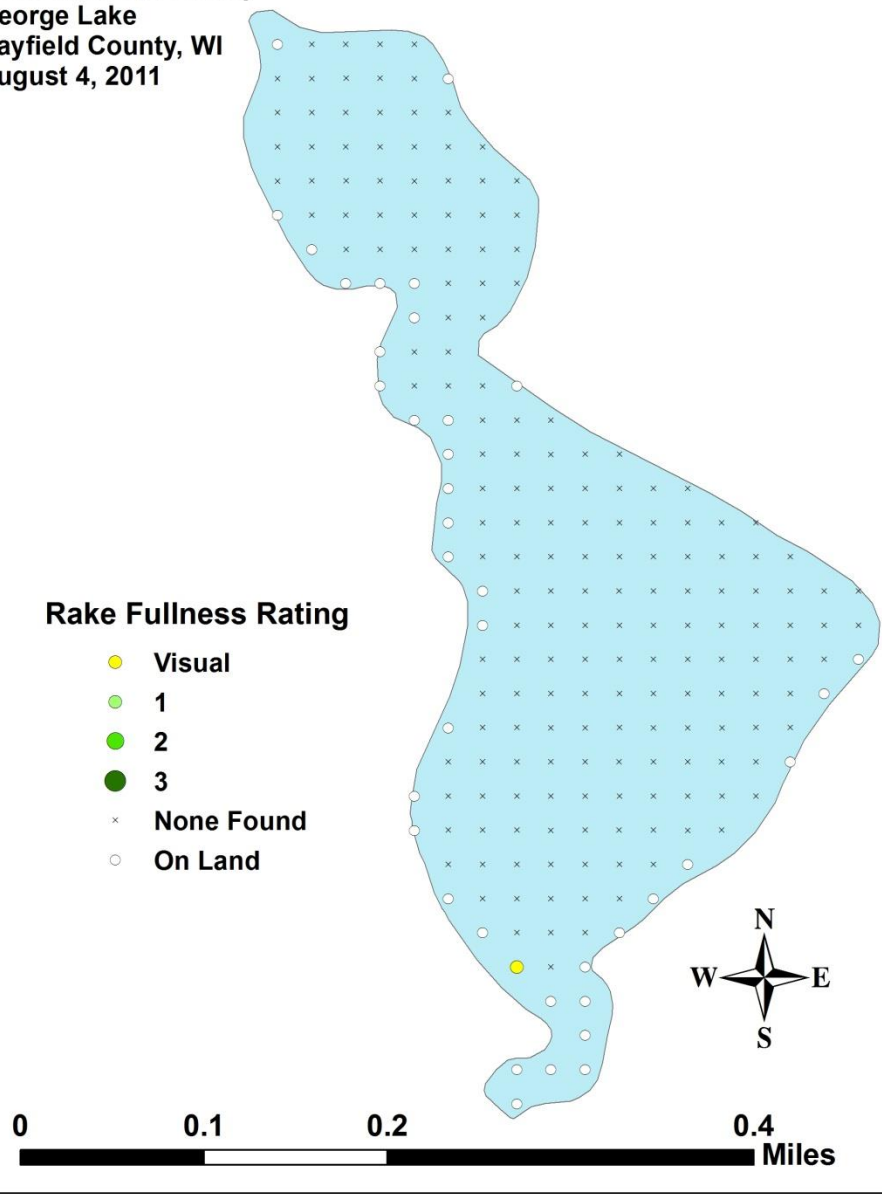 eorge Lake
ayfield County, WI
ugust 4, 2011
Rake Fullness Rating
Visual
1
2
3
None Found
On Land
N
W E
S
0 0.1 0.2 0.4
Miles